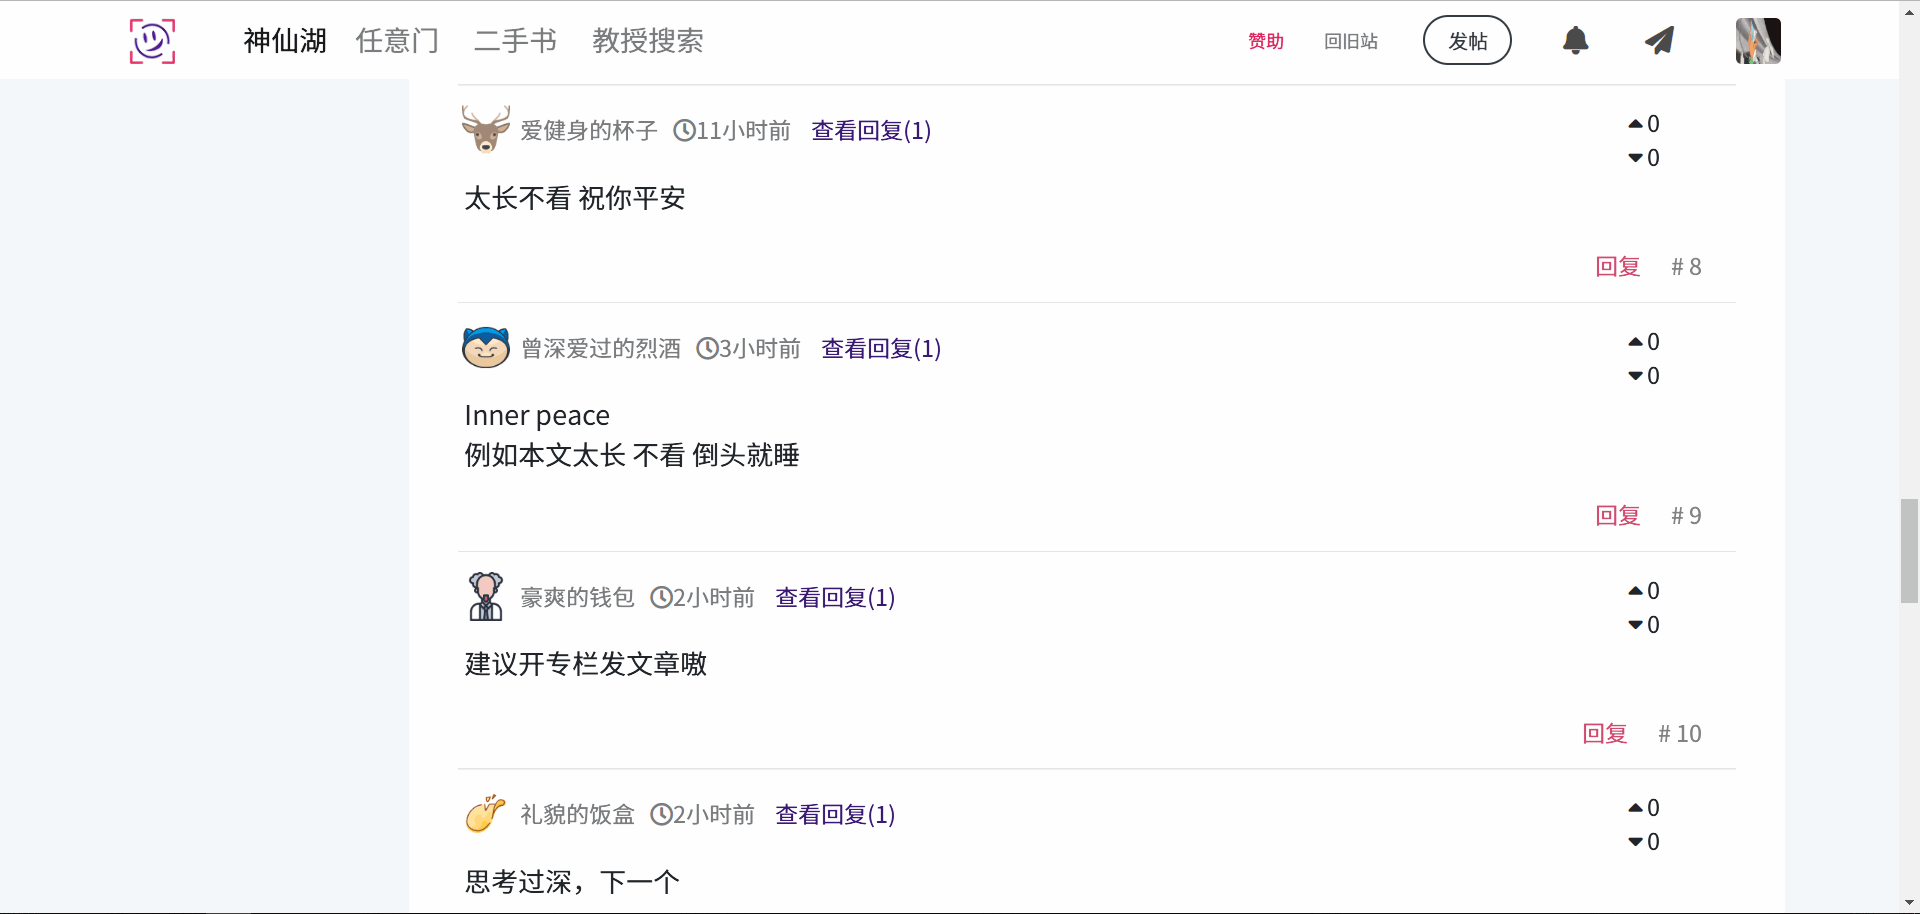 神仙湖 任意门 二手书 教授搜索 赞助 回旧站 发帖
爱健身的杯子 11小时前 查看回复(1) 0
0
太长不看 祝你平安
回复 # 8
曾深爱过的烈酒 3小时前 查看回复(1) 0
0
Inner peace
例如本文太长 不看 倒头就睡
回复 # 9
豪爽的钱包 2小时前 查看回复(1) 0
0
建议开专栏发文章嗷
回复 # 10
礼貌的饭盒 2小时前 查看回复(1) 0
0
思考过深，下一个